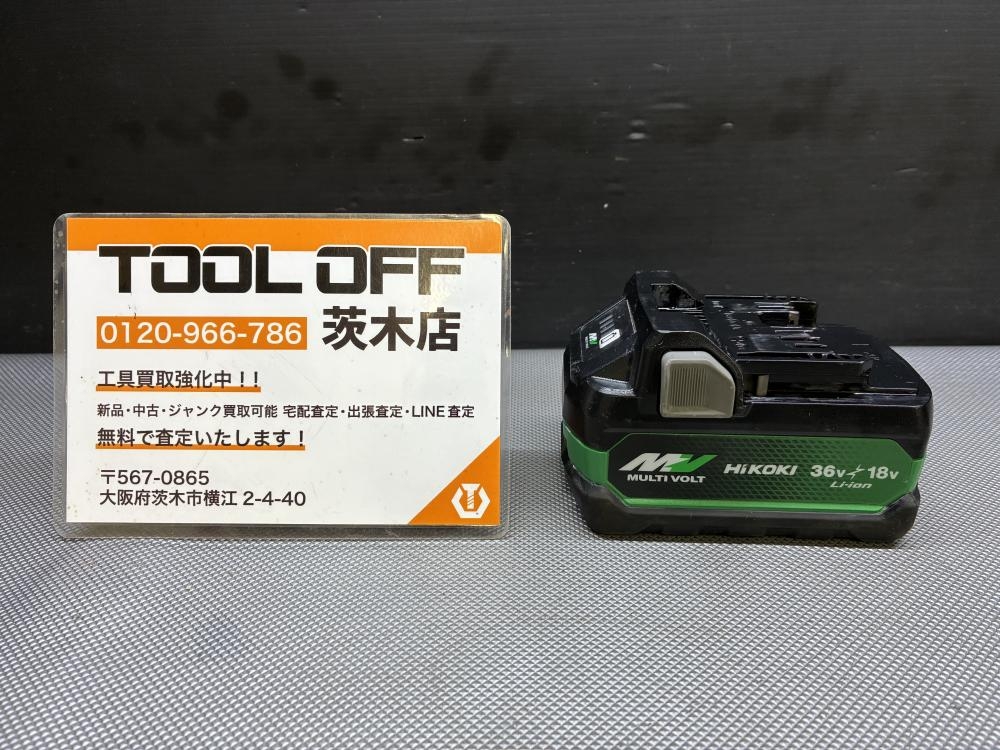 TOOL OFF
0120-966-786 茨木店
工具買取強化中！！
新品・中古・ジャンク買取可能 宅配査定・出張査定・LINE査定
無料で査定いたします！
〒567-0865
大阪府茨木市横江 2-4-40
MV
MULTI VOLT
HiKOKI
36v 18v
Li-ion